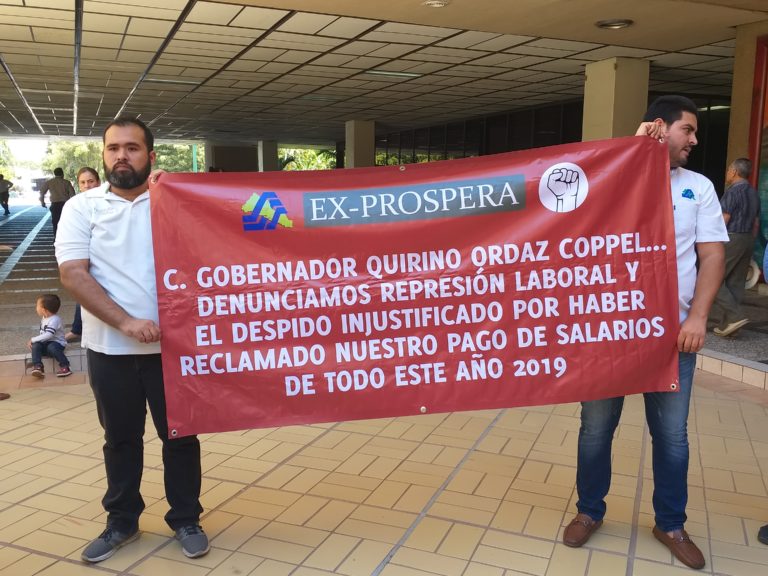 EX-PROSPERA
C. GOBERNADOR QUIRINO ORDAZ COPPEL...
DENUNCIAMOS REPRESIÓN LABORAL Y
EL DESPIDO INJUSTIFICADO POR HABER
RECLAMADO NUESTRO PAGO DE SALARIOS
DE TODO ESTE AÑO 2019